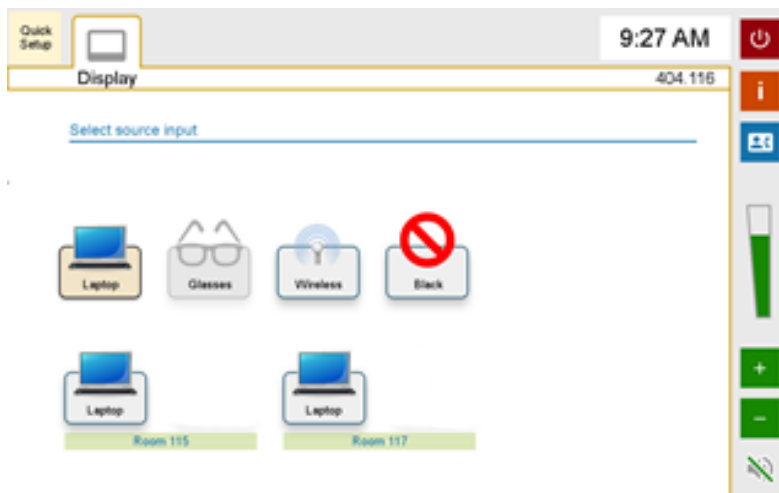 Quick
Setup
Display
9:27 AM
404.116
i
Select source input
Laptop
Glasses
Wireless
Black
Laptop
Laptop
Room 115
Room 117
+
−